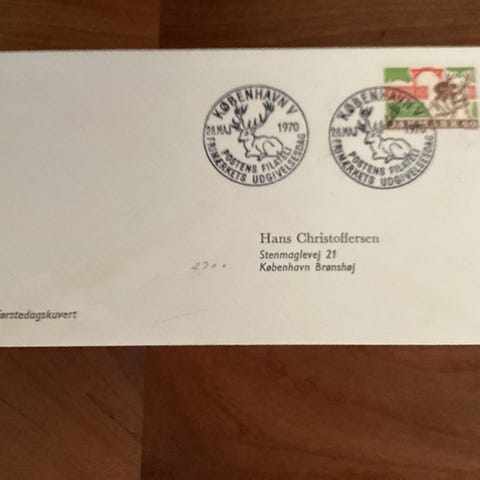 KØBENHAVN V
28.MAJ 1970
POSTENS FILATELI
FRIMÆRKETS UDGIVELSESDAG
KØBENHAVN V
28.MAJ 1970
POSTENS FILATELI
FRIMÆRKETS UDGIVELSESDAG
DANMARK 60
Hans Christoffersen
Stenmaglevej 21
København Brønshøj
2700
ørstedagskuvert